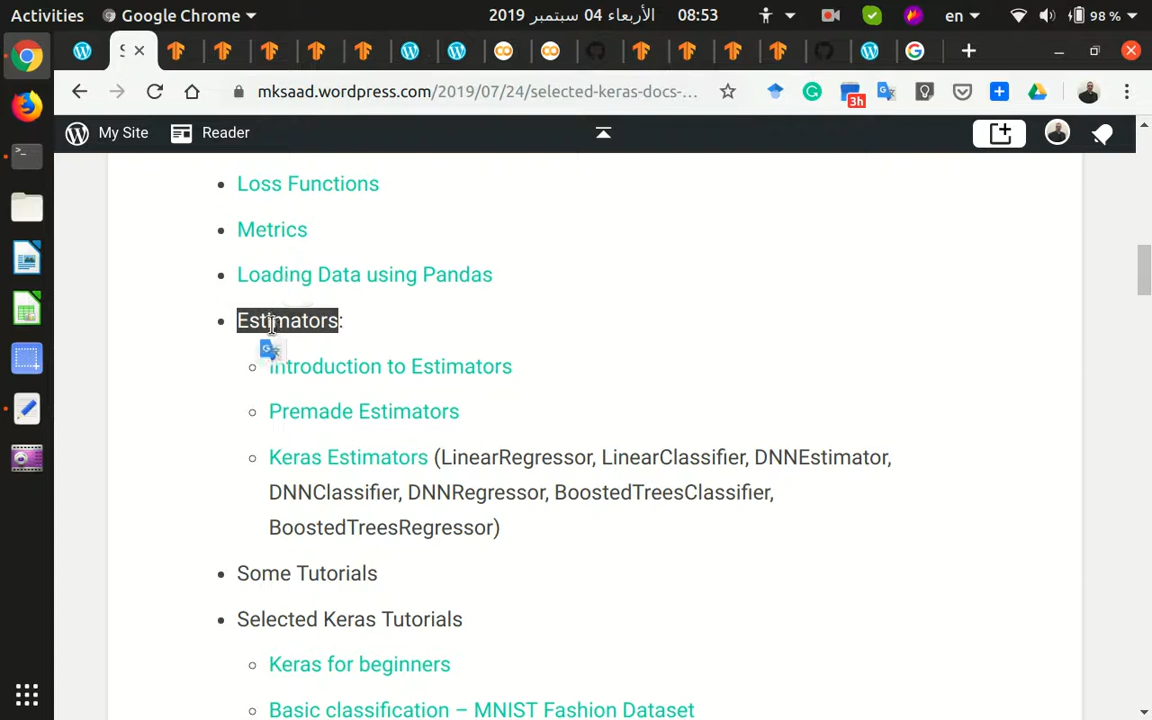 Activities Google Chrome 2019 الأربعاء 04 سبتمبر 08:53 en 98 %
S
mksaad.wordpress.com/2019/07/24/selected-keras-docs-...
3h
My Site Reader
Loss Functions
Metrics
Loading Data using Pandas
Estimators:
Introduction to Estimators
Premade Estimators
Keras Estimators (LinearRegressor, LinearClassifier, DNNEstimator,
DNNClassifier, DNNRegressor, BoostedTreesClassifier,
BoostedTreesRegressor)
Some Tutorials
Selected Keras Tutorials
Keras for beginners
Basic classification – MNIST Fashion Dataset